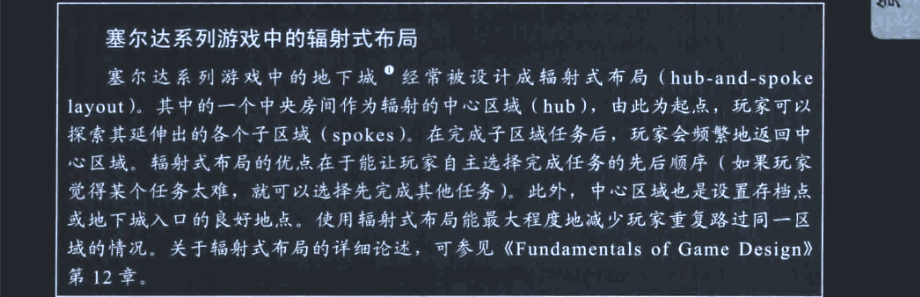 塞尔达系列游戏中的辐射式布局
塞尔达系列游戏中的地下城❶经常被设计成辐射式布局（hub-and-spoke
layout）。其中的一个中央房间作为辐射的中心区域（hub），由此为起点，玩家可以
探索其延伸出的各个子区域（spokes）。在完成子区域任务后，玩家会频繁地返回中
心区域。辐射式布局的优点在于能让玩家自主选择完成任务的先后顺序（如果玩家
觉得某个任务太难，就可以选择先完成其他任务）。此外，中心区域也是设置存档点
或地下城入口的良好地点。使用辐射式布局能最大程度地减少玩家重复路过同一区
域的情况。关于辐射式布局的详细论述，可参见《Fundamentals of Game Design》
第 12 章。